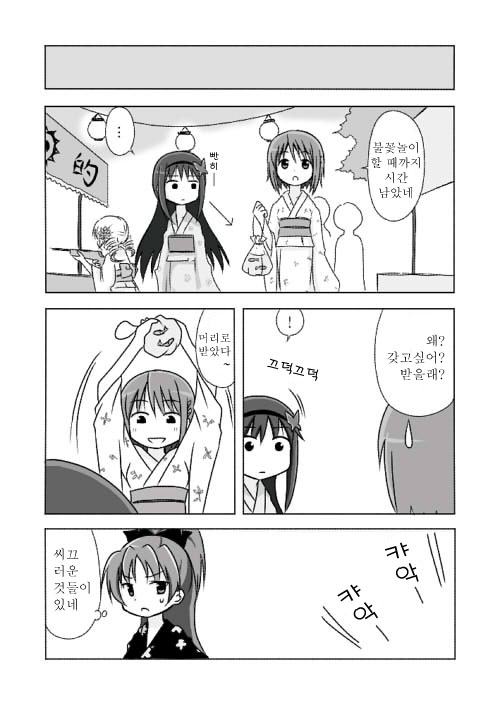 불꽃놀이
할 때까지
시간
남았네
빤
히
…
的
왜?
갖고싶어?
받을래?
!
끄덕끄덕
머리로
받았다
~
씨끄
러운
것들이
있네
캬
악
캬
악